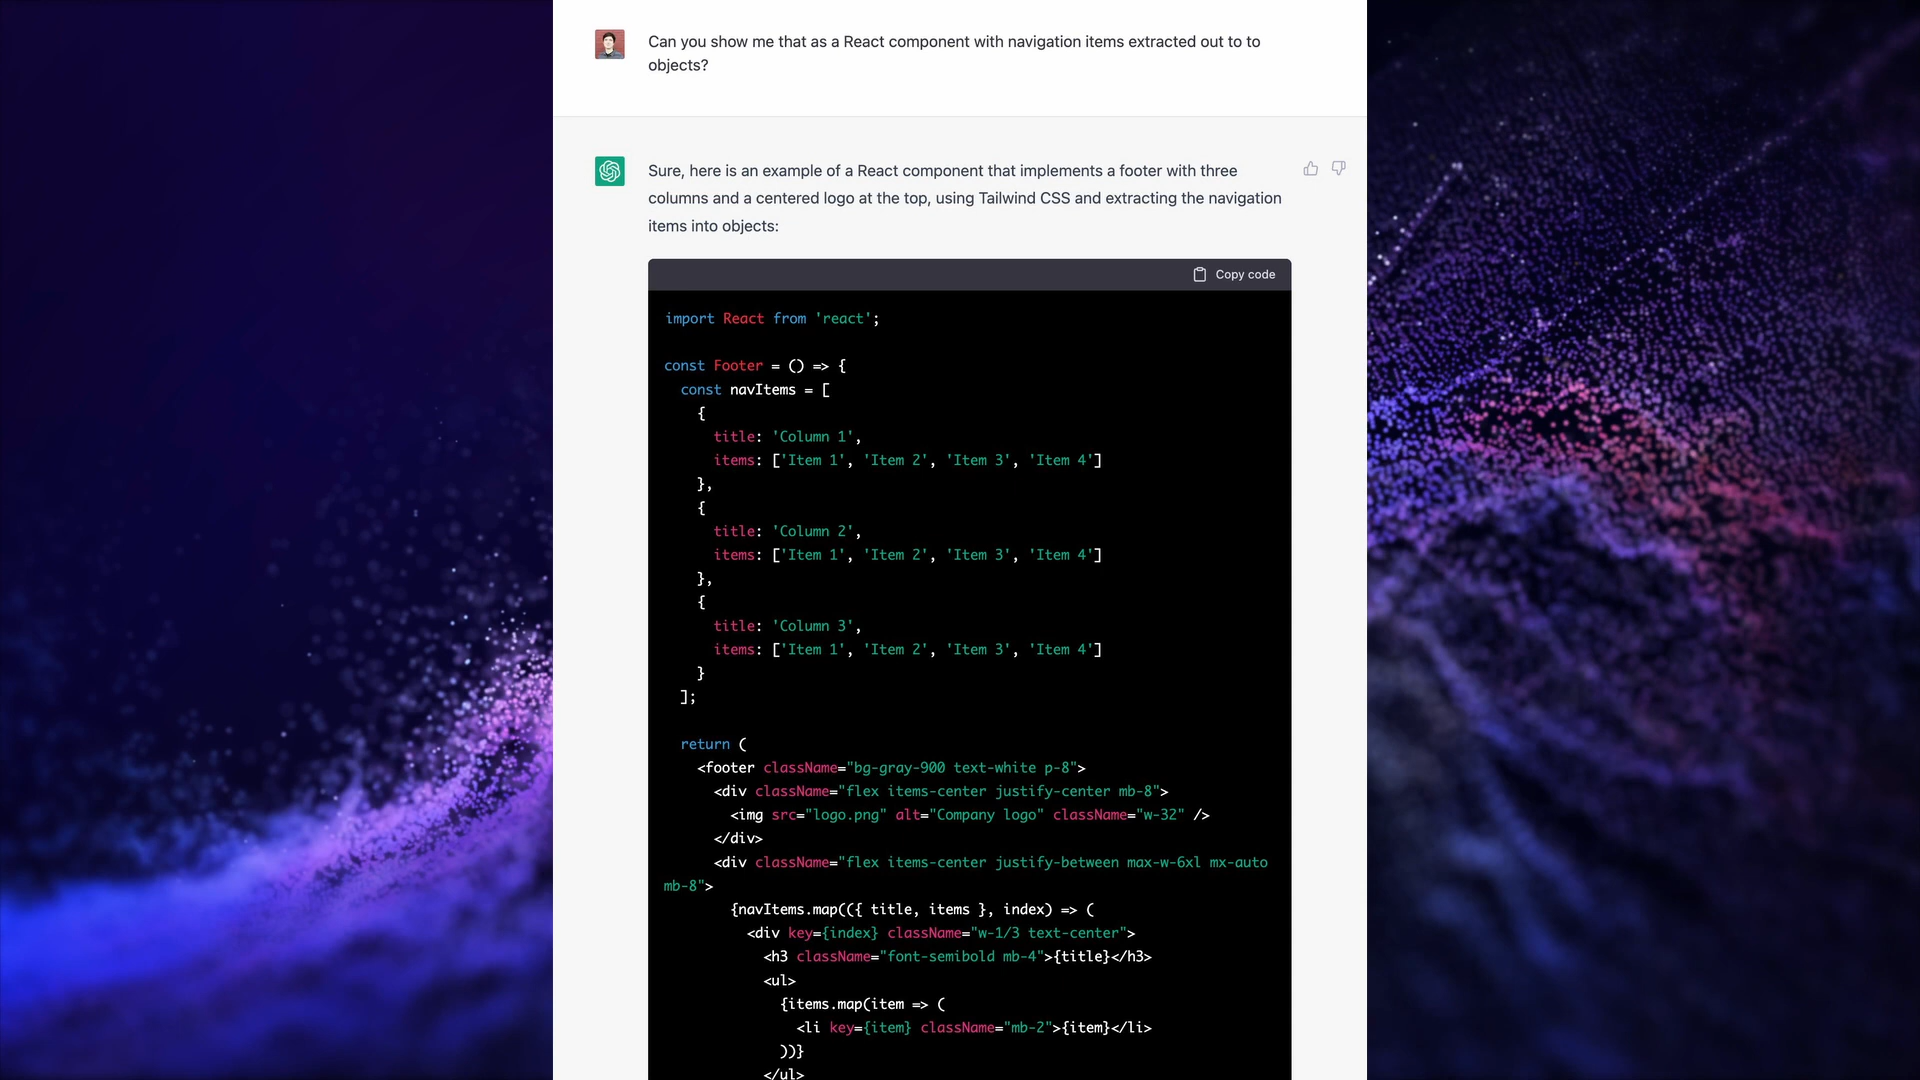 Can you show me that as a React component with navigation items extracted out to to
objects?
Sure, here is an example of a React component that implements a footer with three
columns and a centered logo at the top, using Tailwind CSS and extracting the navigation
items into objects:
Copy code
import React from 'react';
const Footer = () => {
  const navItems = [
    {
      title: 'Column 1',
      items: ['Item 1', 'Item 2', 'Item 3', 'Item 4']
    },
    {
      title: 'Column 2',
      items: ['Item 1', 'Item 2', 'Item 3', 'Item 4']
    },
    {
      title: 'Column 3',
      items: ['Item 1', 'Item 2', 'Item 3', 'Item 4']
    }
  ];
  return (
    <footer className="bg-gray-900 text-white p-8">
      <div className="flex items-center justify-center mb-8">
        <img src="logo.png" alt="Company logo" className="w-32" />
      </div>
      <div className="flex items-center justify-between max-w-6xl mx-auto
mb-8">
        {navItems.map(({ title, items }, index) => (
          <div key={index} className="w-1/3 text-center">
            <h3 className="font-semibold mb-4">{title}</h3>
            <ul>
              {items.map(item => (
                <li key={item} className="mb-2">{item}</li>
              ))}
            </ul>